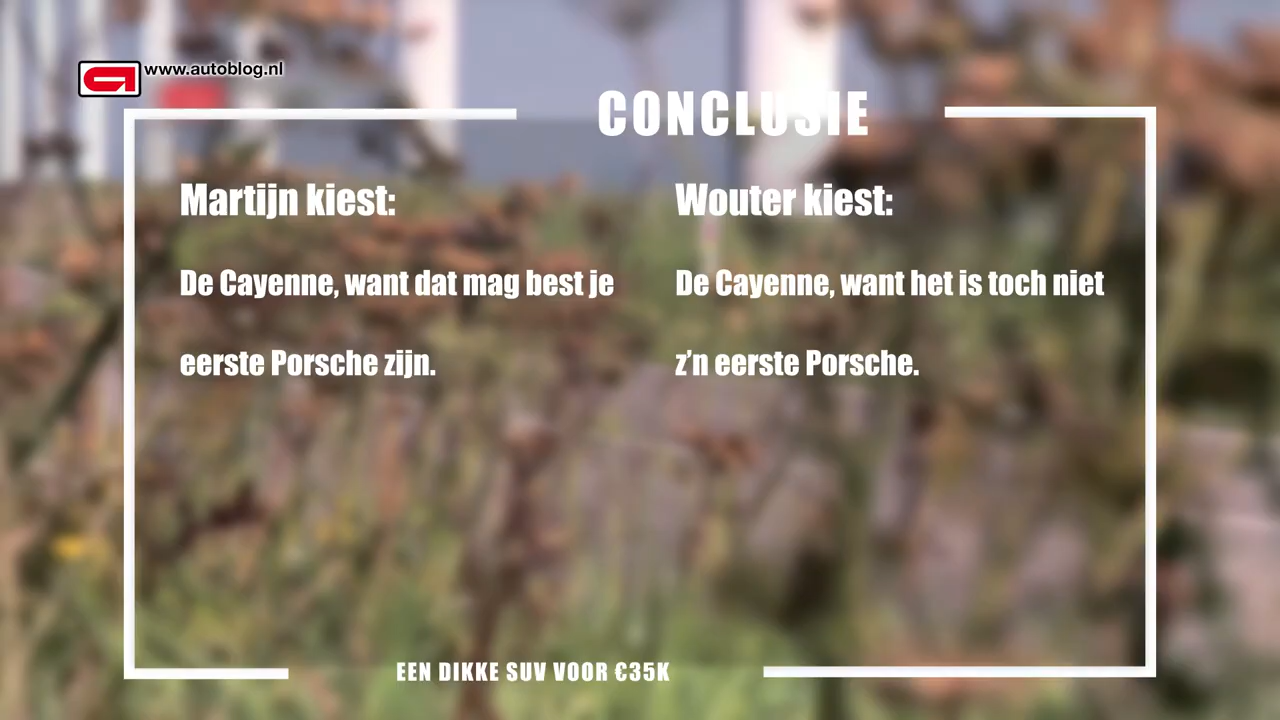 www.autoblog.nl
CONCLUSIE
Martijn kiest:
De Cayenne, want dat mag best je
eerste Porsche zijn.
Wouter kiest:
De Cayenne, want het is toch niet
z'n eerste Porsche.
EEN DIKKE SUV VOOR €35K